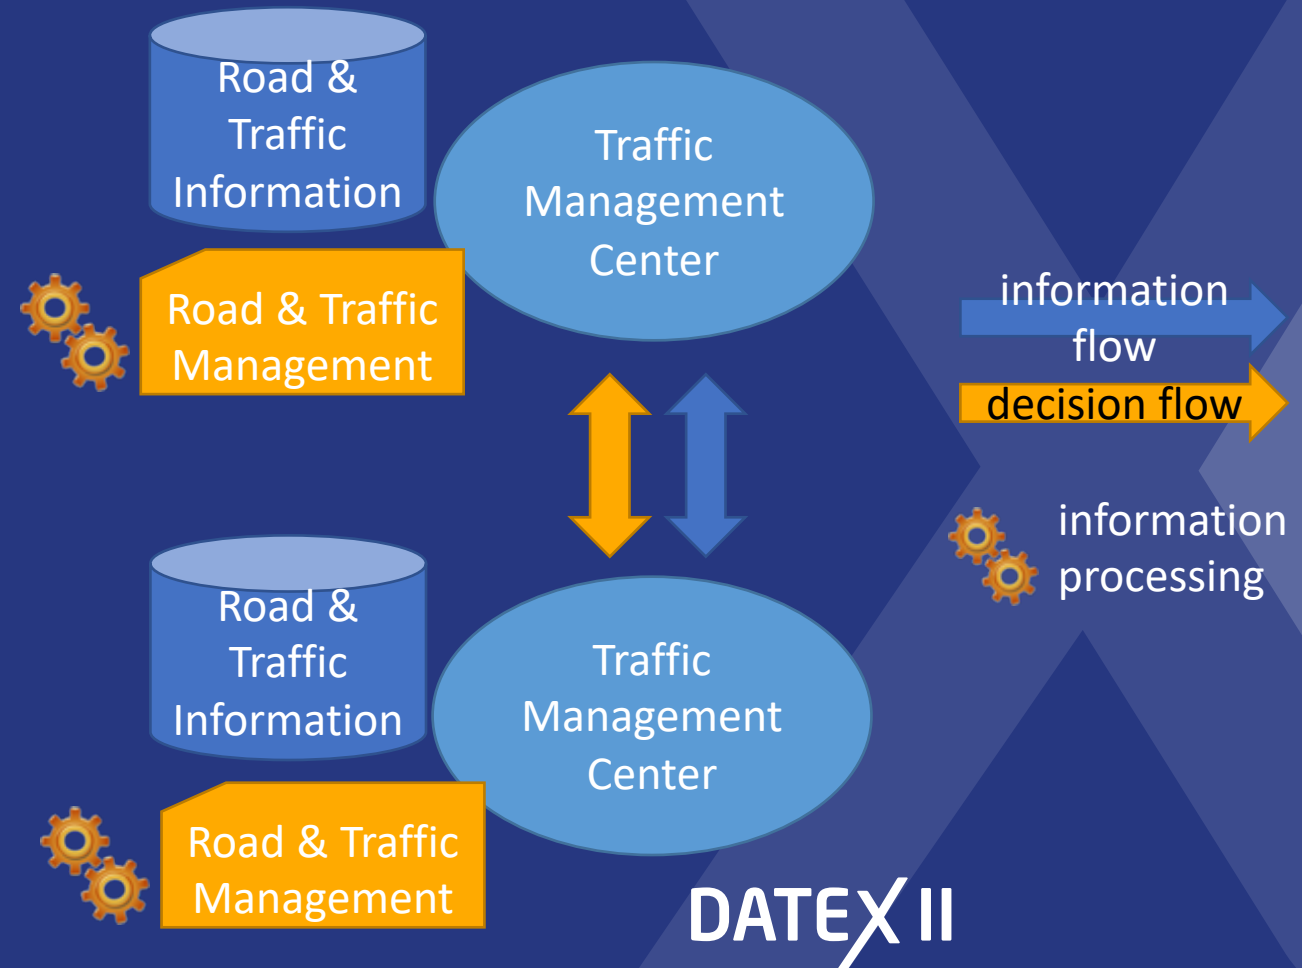 Road &
Traffic
Information
Traffic
Management
Center
Road & Traffic
Management
information
flow
decision flow
information
processing
Road &
Traffic
Information
Traffic
Management
Center
Road & Traffic
Management
DATEX II